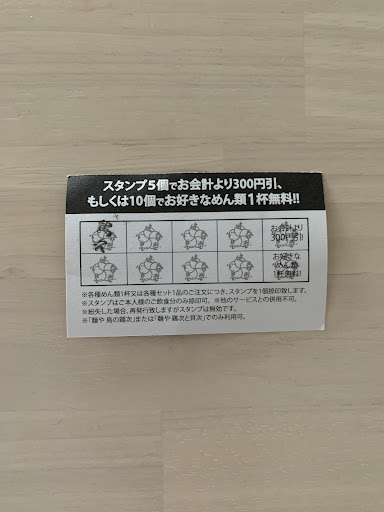 スタンプ5個でお会計より300円引、
もしくは10個でお好きなめん類1杯無料!!
お会計より
300円引!
お好きな
めん類
1杯無料!
※各種めん類1杯又は各種セット1品のご注文につき、スタンプを1個捺印致します。
※スタンプはご本人様のご飲食分のみ捺印可。 ※他のサービスとの併用不可。
※紛失した場合、再発行致しますがスタンプは無効です。
※「麺や 鳥の鶏次」または「麺や 鶏次と貝次」でのみ利用可。